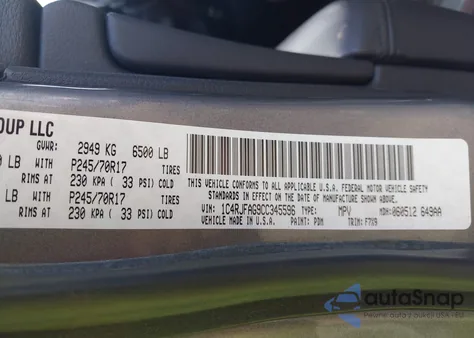 OUP LLC
GVWR: 2949 KG 6500 LB
LB WITH P245/70R17 TIRES
RIMS AT 230 KPA ( 33 PSI) COLD
LB WITH P245/70R17 TIRES
RIMS AT 230 KPA ( 33 PSI) COLD
THIS VEHICLE CONFORMS TO ALL APPLICABLE U.S.A. FEDERAL MOTOR VEHICLE SAFETY
STANDARDS IN EFFECT ON THE DATE OF MANUFACTURE SHOWN ABOVE.
VIN: 1C4RJFAG9CC345596 TYPE: MPV MDH: 060512 649AA
VEHICLE MADE IN U.S.A. PAINT: PDM TRIM: F7X9
autoSnap